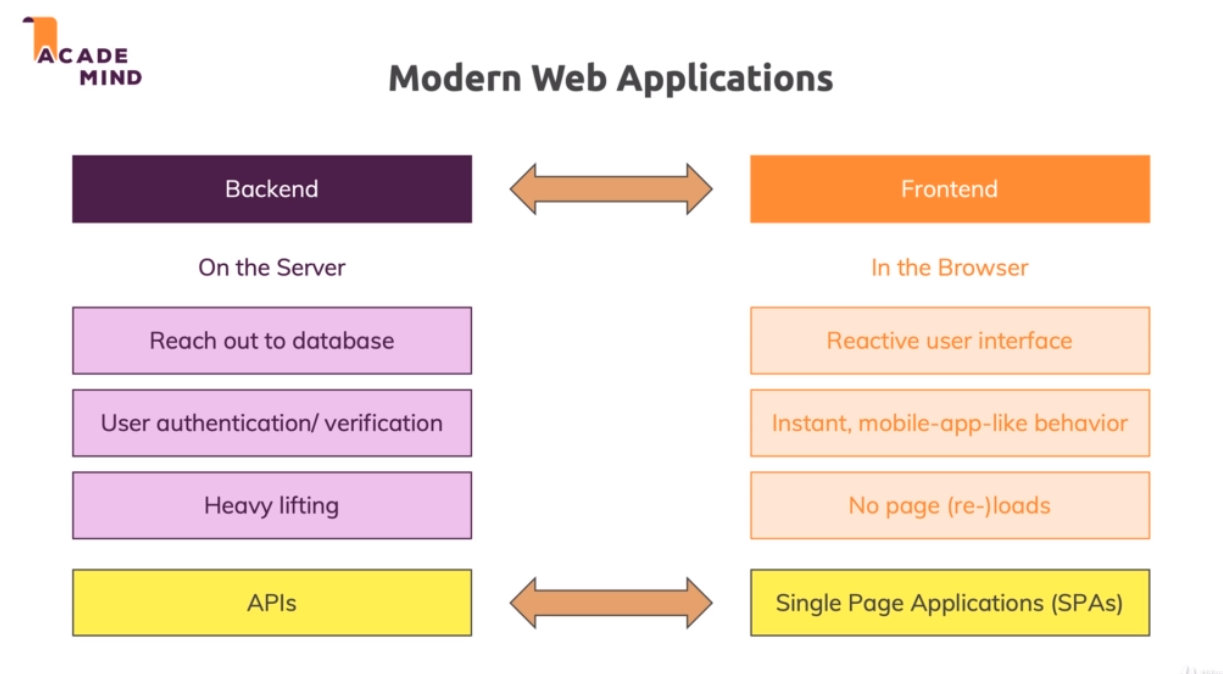 ACADE
MIND
Modern Web Applications
Backend
Frontend
On the Server
In the Browser
Reach out to database
Reactive user interface
User authentication/ verification
Instant, mobile-app-like behavior
Heavy lifting
No page (re-)loads
APIs
Single Page Applications (SPAs)